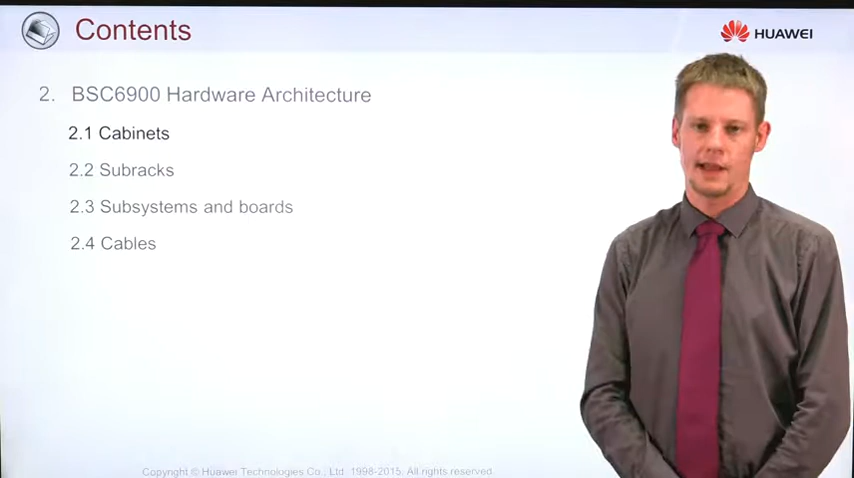 Contents
HUAWEI
2. BSC6900 Hardware Architecture
2.1 Cabinets
2.2 Subracks
2.3 Subsystems and boards
2.4 Cables
Copyright © Huawei Technologies Co., Ltd. 1998-2015. All rights reserved.